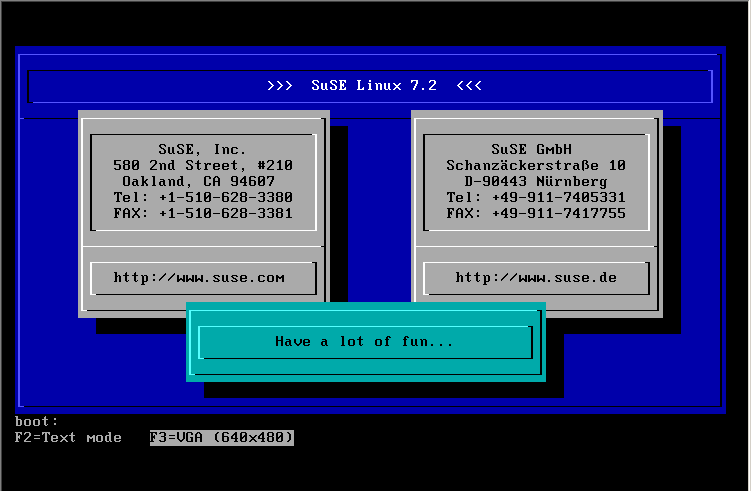 >>>  SuSE Linux 7.2  <<<
SuSE, Inc.
580 2nd Street, #210
Oakland, CA 94607
Tel: +1-510-628-3380
FAX: +1-510-628-3381
http://www.suse.com
SuSE GmbH
Schanzäckerstraße 10
D-90443 Nürnberg
Tel: +49-911-7405331
FAX: +49-911-7417755
http://www.suse.de
Have a lot of fun...
boot:
F2=Text mode   F3=VGA (640x480)